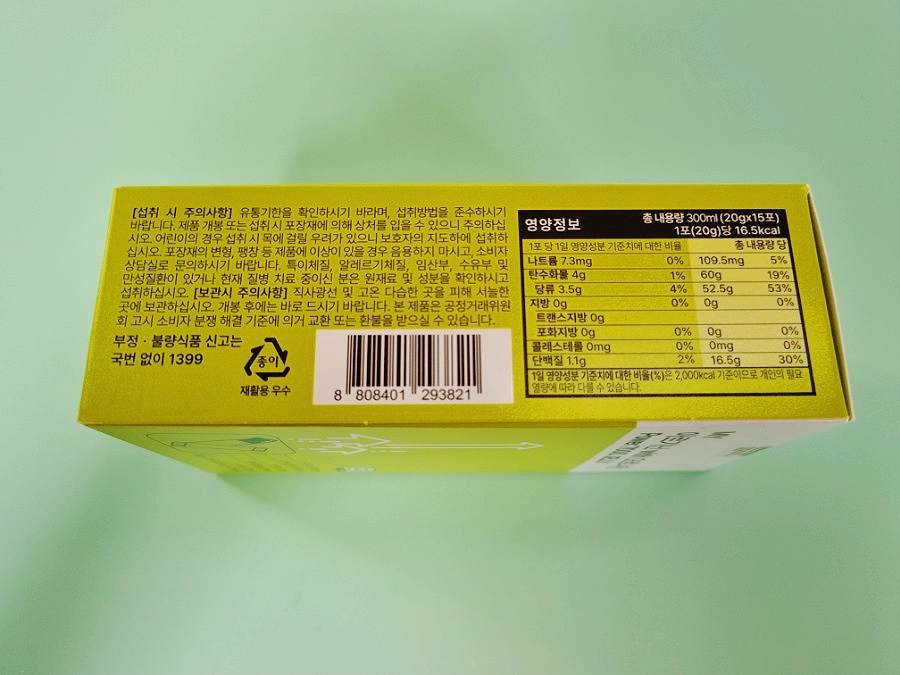 [섭취 시 주의사항] 유통기한을 확인하시기 바라며, 섭취방법을 준수하시기
바랍니다. 제품 개봉 또는 섭취 시 포장재에 의해 상처를 입을 수 있으니 주의하십
시오. 어린이의 경우 섭취 시 목에 걸릴 우려가 있으니 보호자의 지도하에 섭취하
십시오. 포장재의 변형, 팽창 등 제품에 이상이 있을 경우 음용하지 마시고, 소비자
상담실로 문의하시기 바랍니다. 특이체질, 알레르기체질, 임산부, 수유부 및
만성질환이 있거나 현재 질병 치료 중이신 분은 원재료 및 성분을 확인하시고
섭취하십시오. [보관시 주의사항] 직사광선 및 고온 다습한 곳을 피해 서늘한
곳에 보관하십시오. 개봉 후에는 바로 드시기 바랍니다. 본 제품은 공정거래위원
회 고시 소비자 분쟁 해결 기준에 의거 교환 또는 환불을 받으실 수 있습니다.
부정 · 불량식품 신고는
국번 없이 1399
종이
재활용 우수
8 808401 293821
영양정보
총 내용량 300ml (20gx15포)
1포(20g)당 16.5kcal
1포 당 1일 영양성분 기준치에 대한 비율 총 내용량 당
나트륨 7.3mg 0% 109.5mg 5%
탄수화물 4g 1% 60g 19%
당류 3.5g 4% 52.5g 53%
지방 0g 0% 0g 0%
트랜스지방 0g
포화지방 0g 0% 0g 0%
콜레스테롤 0mg 0% 0mg 0%
단백질 1.1g 2% 16.5g 30%
1일 영양성분 기준치에 대한 비율(%)은 2,000kcal 기준이므로 개인의 필요
열량에 따라 다를 수 있습니다.